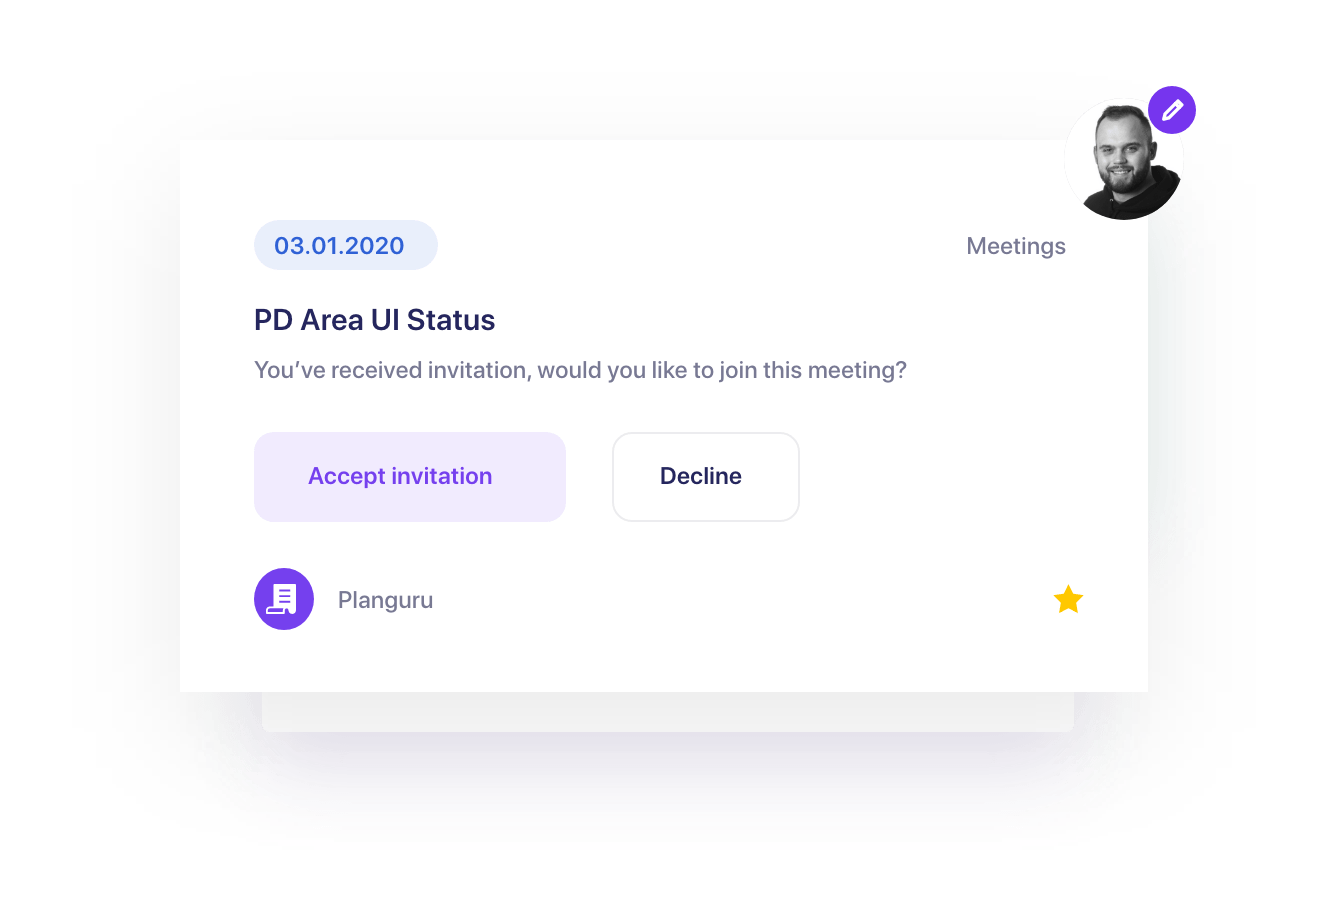 03.01.2020
Meetings
PD Area UI Status
You’ve received invitation, would you like to join this meeting?
Accept invitation
Decline
Planguru